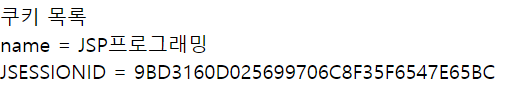 쿠키 목록
name = JSP프로그래밍
JSESSIONID = 9BD3160D025699706C8F35F6547E65BC